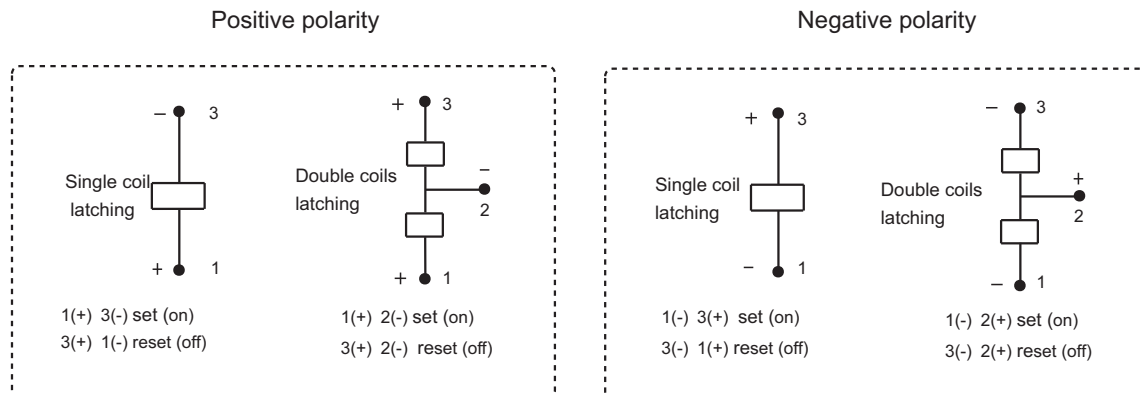 Positive polarity
− 3
Single coil
latching
+ 1
1(+) 3(-) set (on)
3(+) 1(-) reset (off)
+ 3
Double coils
latching
−
2
+ 1
1(+) 2(-) set (on)
3(+) 2(-) reset (off)
Negative polarity
+ 3
Single coil
latching
− 1
1(-) 3(+) set (on)
3(-) 1(+) reset (off)
− 3
Double coils
latching
+
2
− 1
1(-) 2(+) set (on)
3(-) 2(+) reset (off)